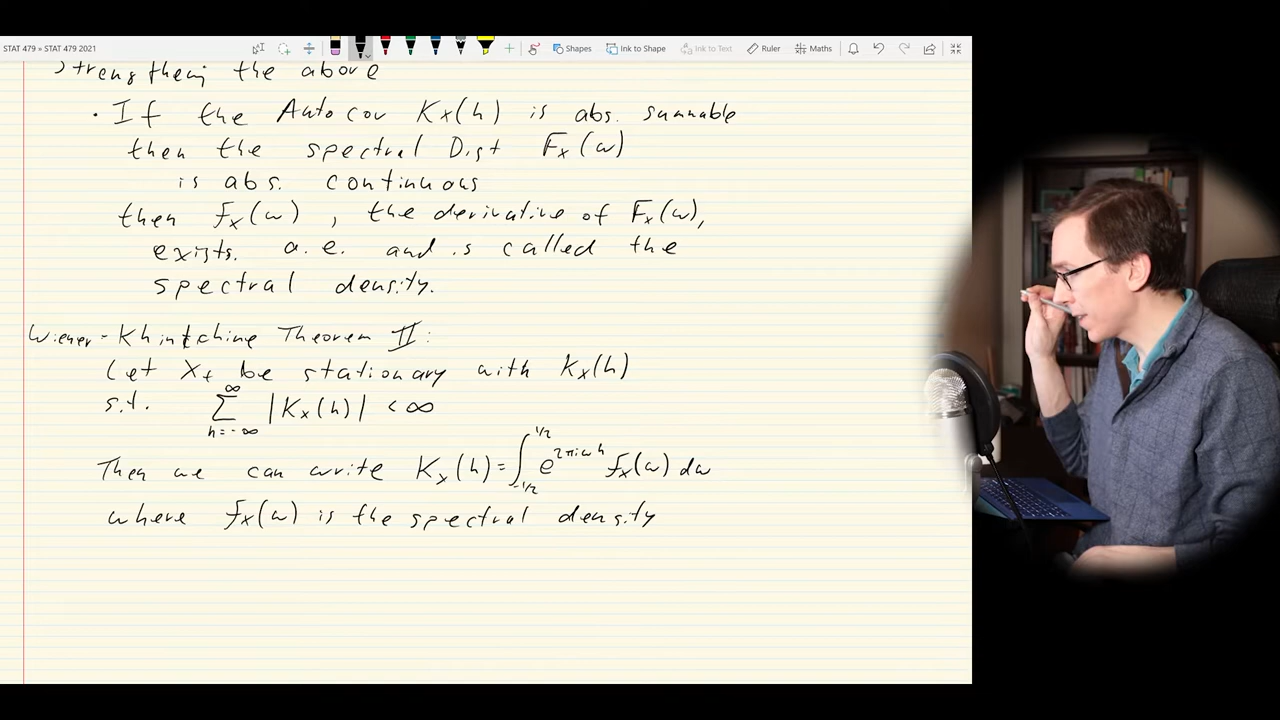 STAT 479 » STAT 479 2021
Shapes
Ink to Shape
Ink to Text
Ruler
Maths
Strengthening the above
· If the Autocov Kx(h) is abs. summable
then the spectral Dist Fx(ω)
is abs. continuous
then fx(ω), the derivative of Fx(ω),
exists. a.e. and is called the
spectral density.
Wiener-Khintchine Theorem II:
Let Xt be stationary with Kx(h)
s.t. ∑_{h=-∞}^{∞} |Kx(h)| < ∞
Then we can write Kx(h) = ∫_{-1/2}^{1/2} e^{2πiωh} fx(ω) dω
where fx(ω) is the spectral density